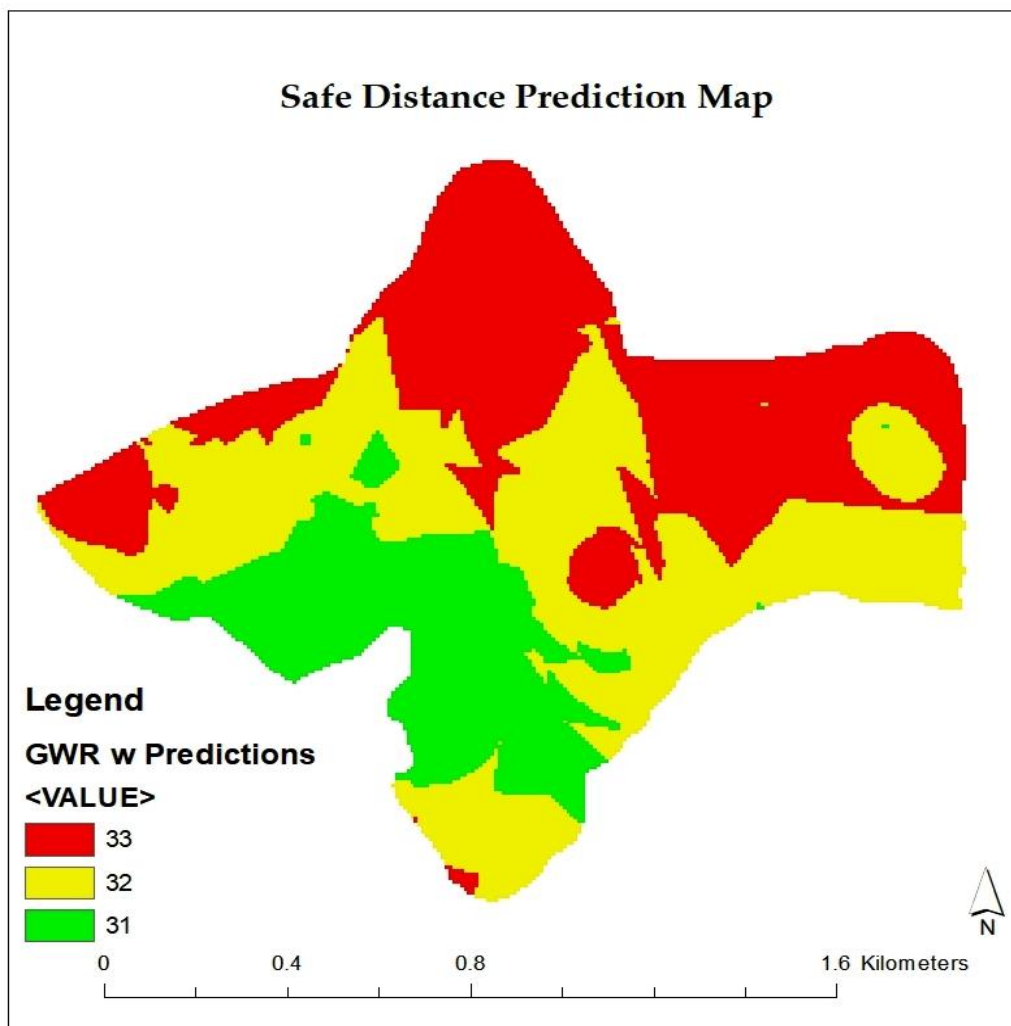 Safe Distance Prediction Map
Legend
GWR w Predictions
<VALUE>
33
32
31
N
0 0.4 0.8 1.6 Kilometers